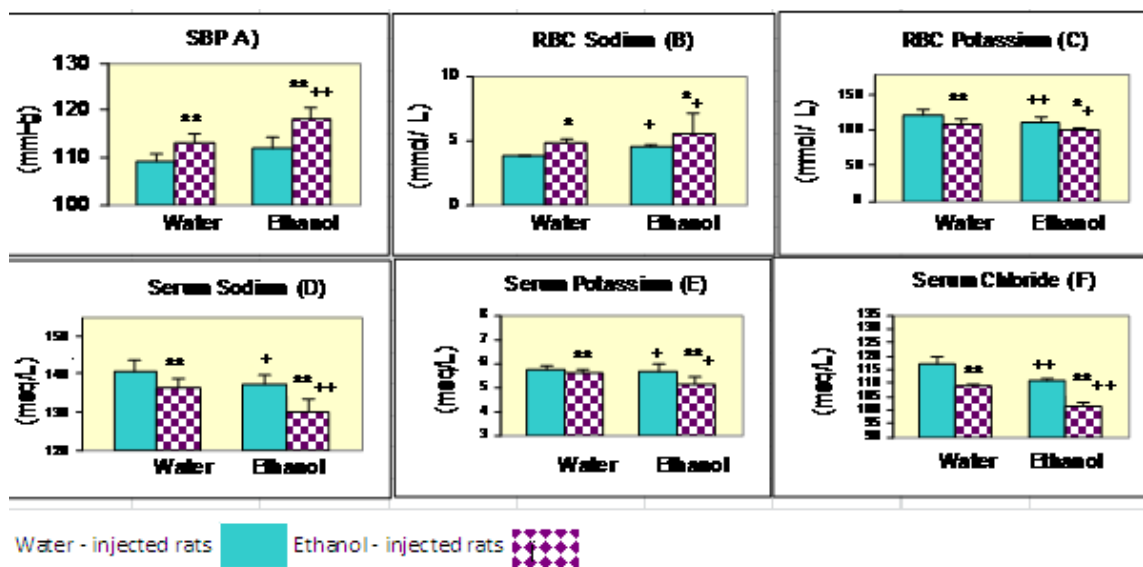 SBP A)
(mmHg)
130
120
110
100
**
**
++
Water Ethanol
RBC Sodium (B)
(mmol/ L)
10
5
0
*
+
*
+
Water Ethanol
RBC Potassium (C)
(mmol/ L)
150
100
50
0
**
++
*
+
Water Ethanol
Serum Sodium (D)
(meq/L)
150
140
130
120
**
+
**
++
Water Ethanol
Serum Potassium (E)
(meq/L)
8
7
6
5
4
3
**
+
**
+
Water Ethanol
Serum Chloride (F)
(meq/L)
135
130
125
120
115
110
105
100
95
90
**
++
**
++
Water Ethanol
Water - injected rats
Ethanol - injected rats